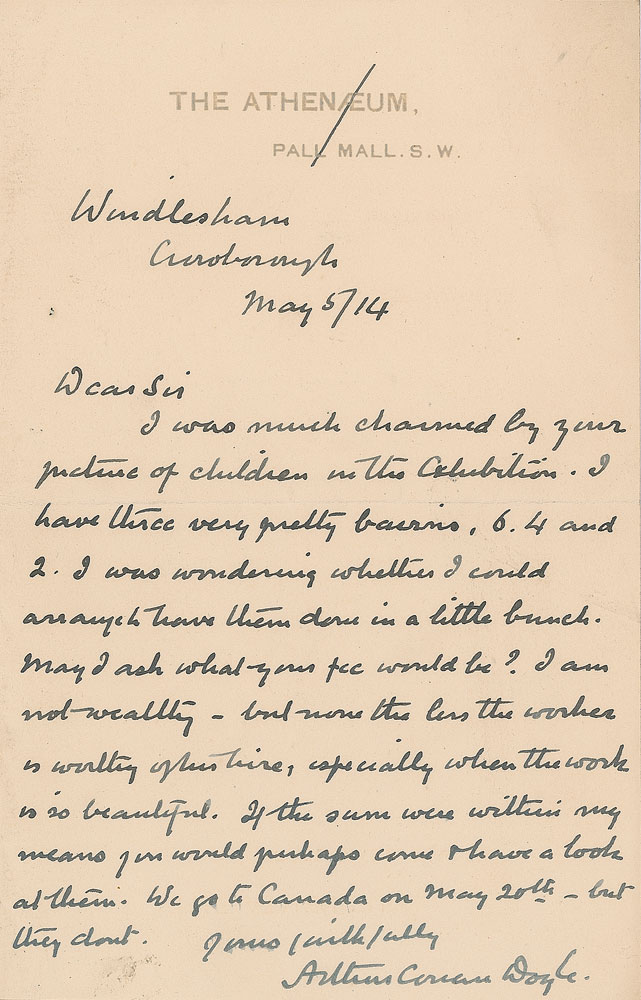 THE ATHENÆUM,
PALL MALL. S. W.
Windlesham
Crowborough
May 5/14
Dear Sir
I was much charmed by your
picture of children in the Exhibition. I
have three very pretty bairns, 6. 4 and
2. I was wondering whether I could
arrange to have them done in a little bunch.
May I ask what your fee would be? I am
not wealthy - but none the less the worker
is worthy of his hire, especially when the work
is so beautiful. If the sum were within my
means you would perhaps come & have a look
at them. We go to Canada on May 20th - but
they dont. Yours faithfully
Arthur Conan Doyle.